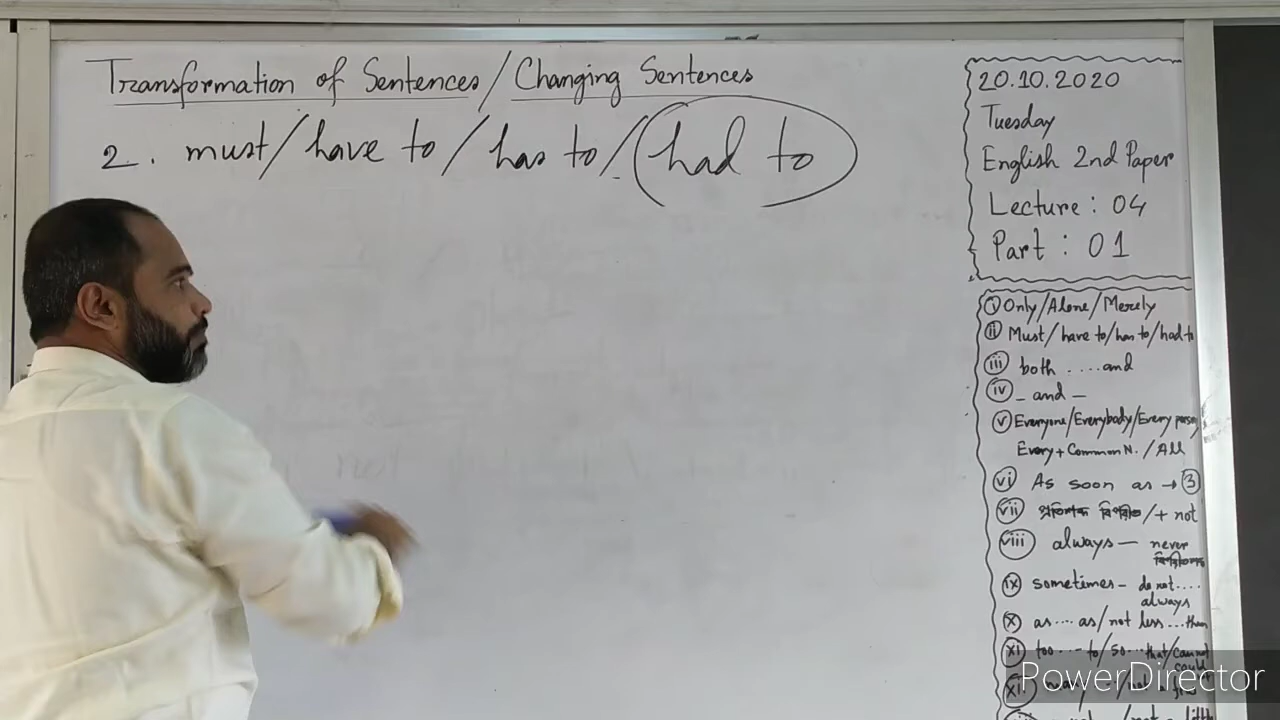 Transformation of Sentences/Changing Sentences
2. must/have to/has to/had to
20.10.2020
Tuesday
English 2nd Paper
Lecture: 04
Part: 01
(i) Only/Alone/Merely
(ii) Must/have to/has to/had to
(iii) both ....and
(iv) _ and _
(v) Everyone/Everybody/Every person
Every + Common N. / All
(vi) As soon as → 3
(vii) /+ not
(viii) always — never
(ix) sometimes - do not....
always
(x) as .... as/not less ...than
(xi) too .... to/so...that/cannot
could
(xii)
PowerDirector